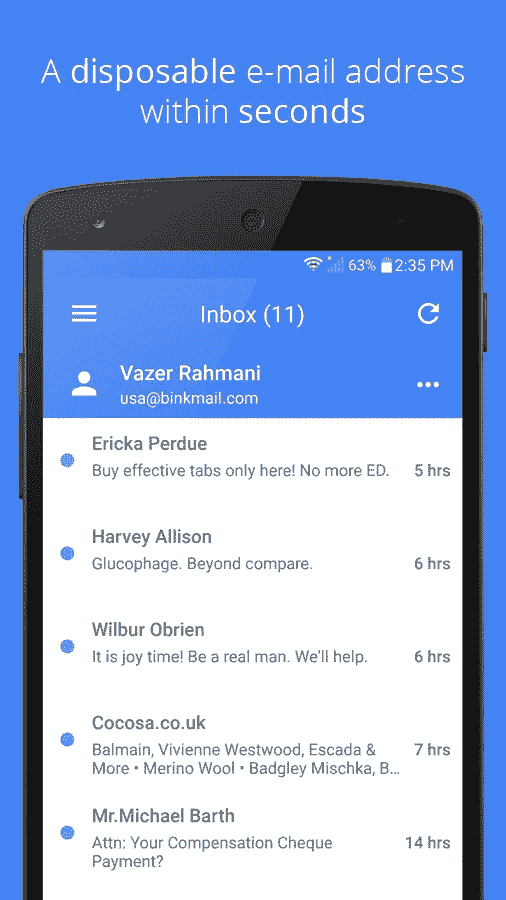 A disposable e-mail address
within seconds
63% 2:35 PM
Inbox (11)
Vazer Rahmani
usa@binkmail.com
Ericka Perdue
Buy effective tabs only here! No more ED. 5 hrs
Harvey Allison
Glucophage. Beyond compare. 6 hrs
Wilbur Obrien
It is joy time! Be a real man. We'll help. 6 hrs
Cocosa.co.uk
Balmain, Vivienne Westwood, Escada & 7 hrs
More • Merino Wool • Badgley Mischka, B...
Mr.Michael Barth
Attn: Your Compensation Cheque 14 hrs
Payment?